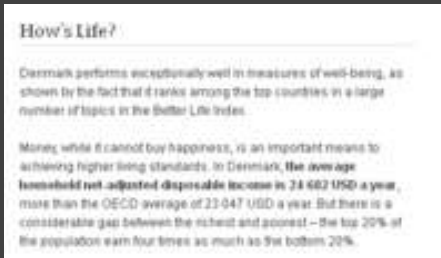 How's Life?
Denmark performs exceptionally well in measures of well-being, as
shown by the fact that it ranks among the top countries in a large
number of topics in the Better Life Index.
Money, while it cannot buy happiness, is an important means to
achieving higher living standards. In Denmark, the average
household net-adjusted disposable income is 24 682 USD a year,
more than the OECD average of 23 047 USD a year. But there is a
considerable gap between the richest and poorest – the top 20% of
the population earn four times as much as the bottom 20%.